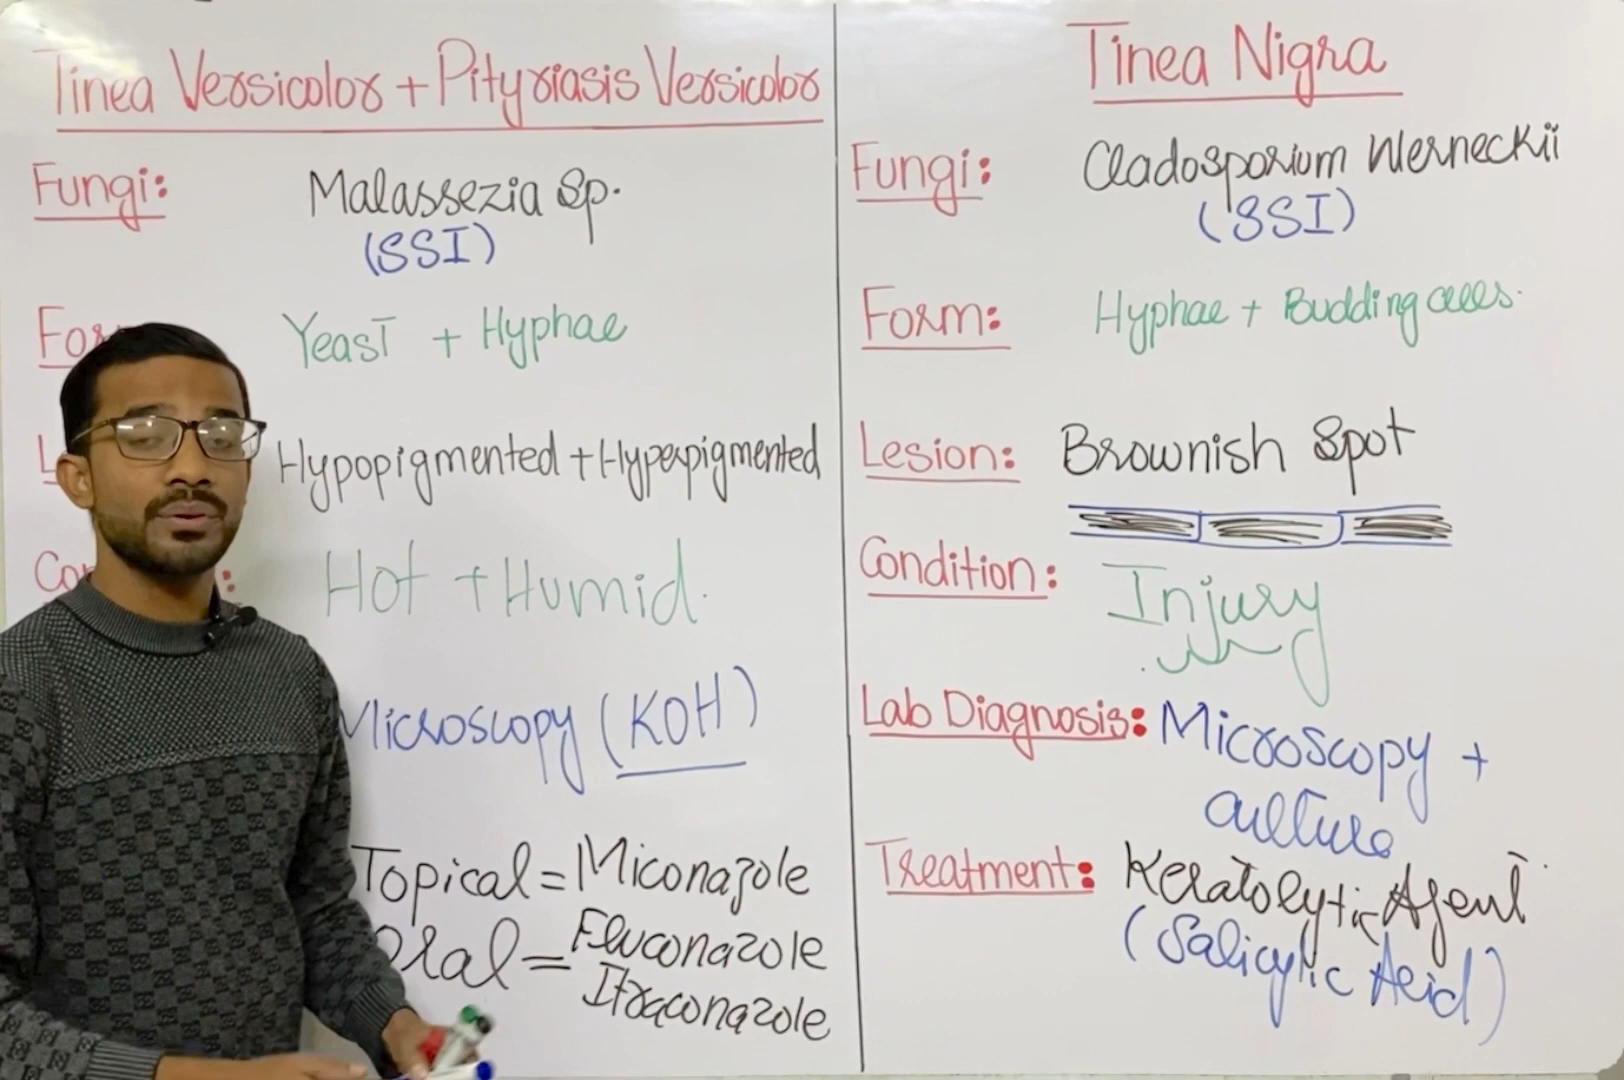 Tinea Versicolor + Pityriasis Versicolor
Fungi: Malassezia Sp.
(SSI)
Yeast + Hyphae
Hypopigmented + Hyperpigmented
Hot + Humid.
Microscopy (KOH)
Topical = Miconazole
Oral = Fluconazole
Itraconazole
Tinea Nigra
Fungi: Cladosporium Werneckii
(SSI)
Form: Hyphae + Budding cells.
Lesion: Brownish Spot
Condition: Injury
Lab Diagnosis: Microscopy +
culture
Treatment: Keratolytic Agent
(Salicylic Acid)